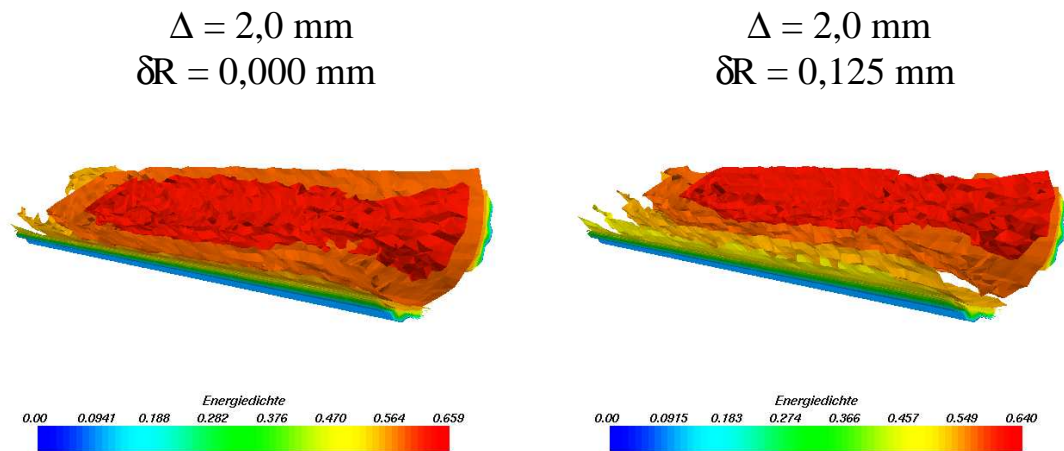 Δ = 2,0 mm
δR = 0,000 mm
Δ = 2,0 mm
δR = 0,125 mm
Energiedichte
0.00 0.0941 0.188 0.282 0.376 0.470 0.564 0.659
Energiedichte
0.00 0.0915 0.183 0.274 0.366 0.457 0.549 0.640